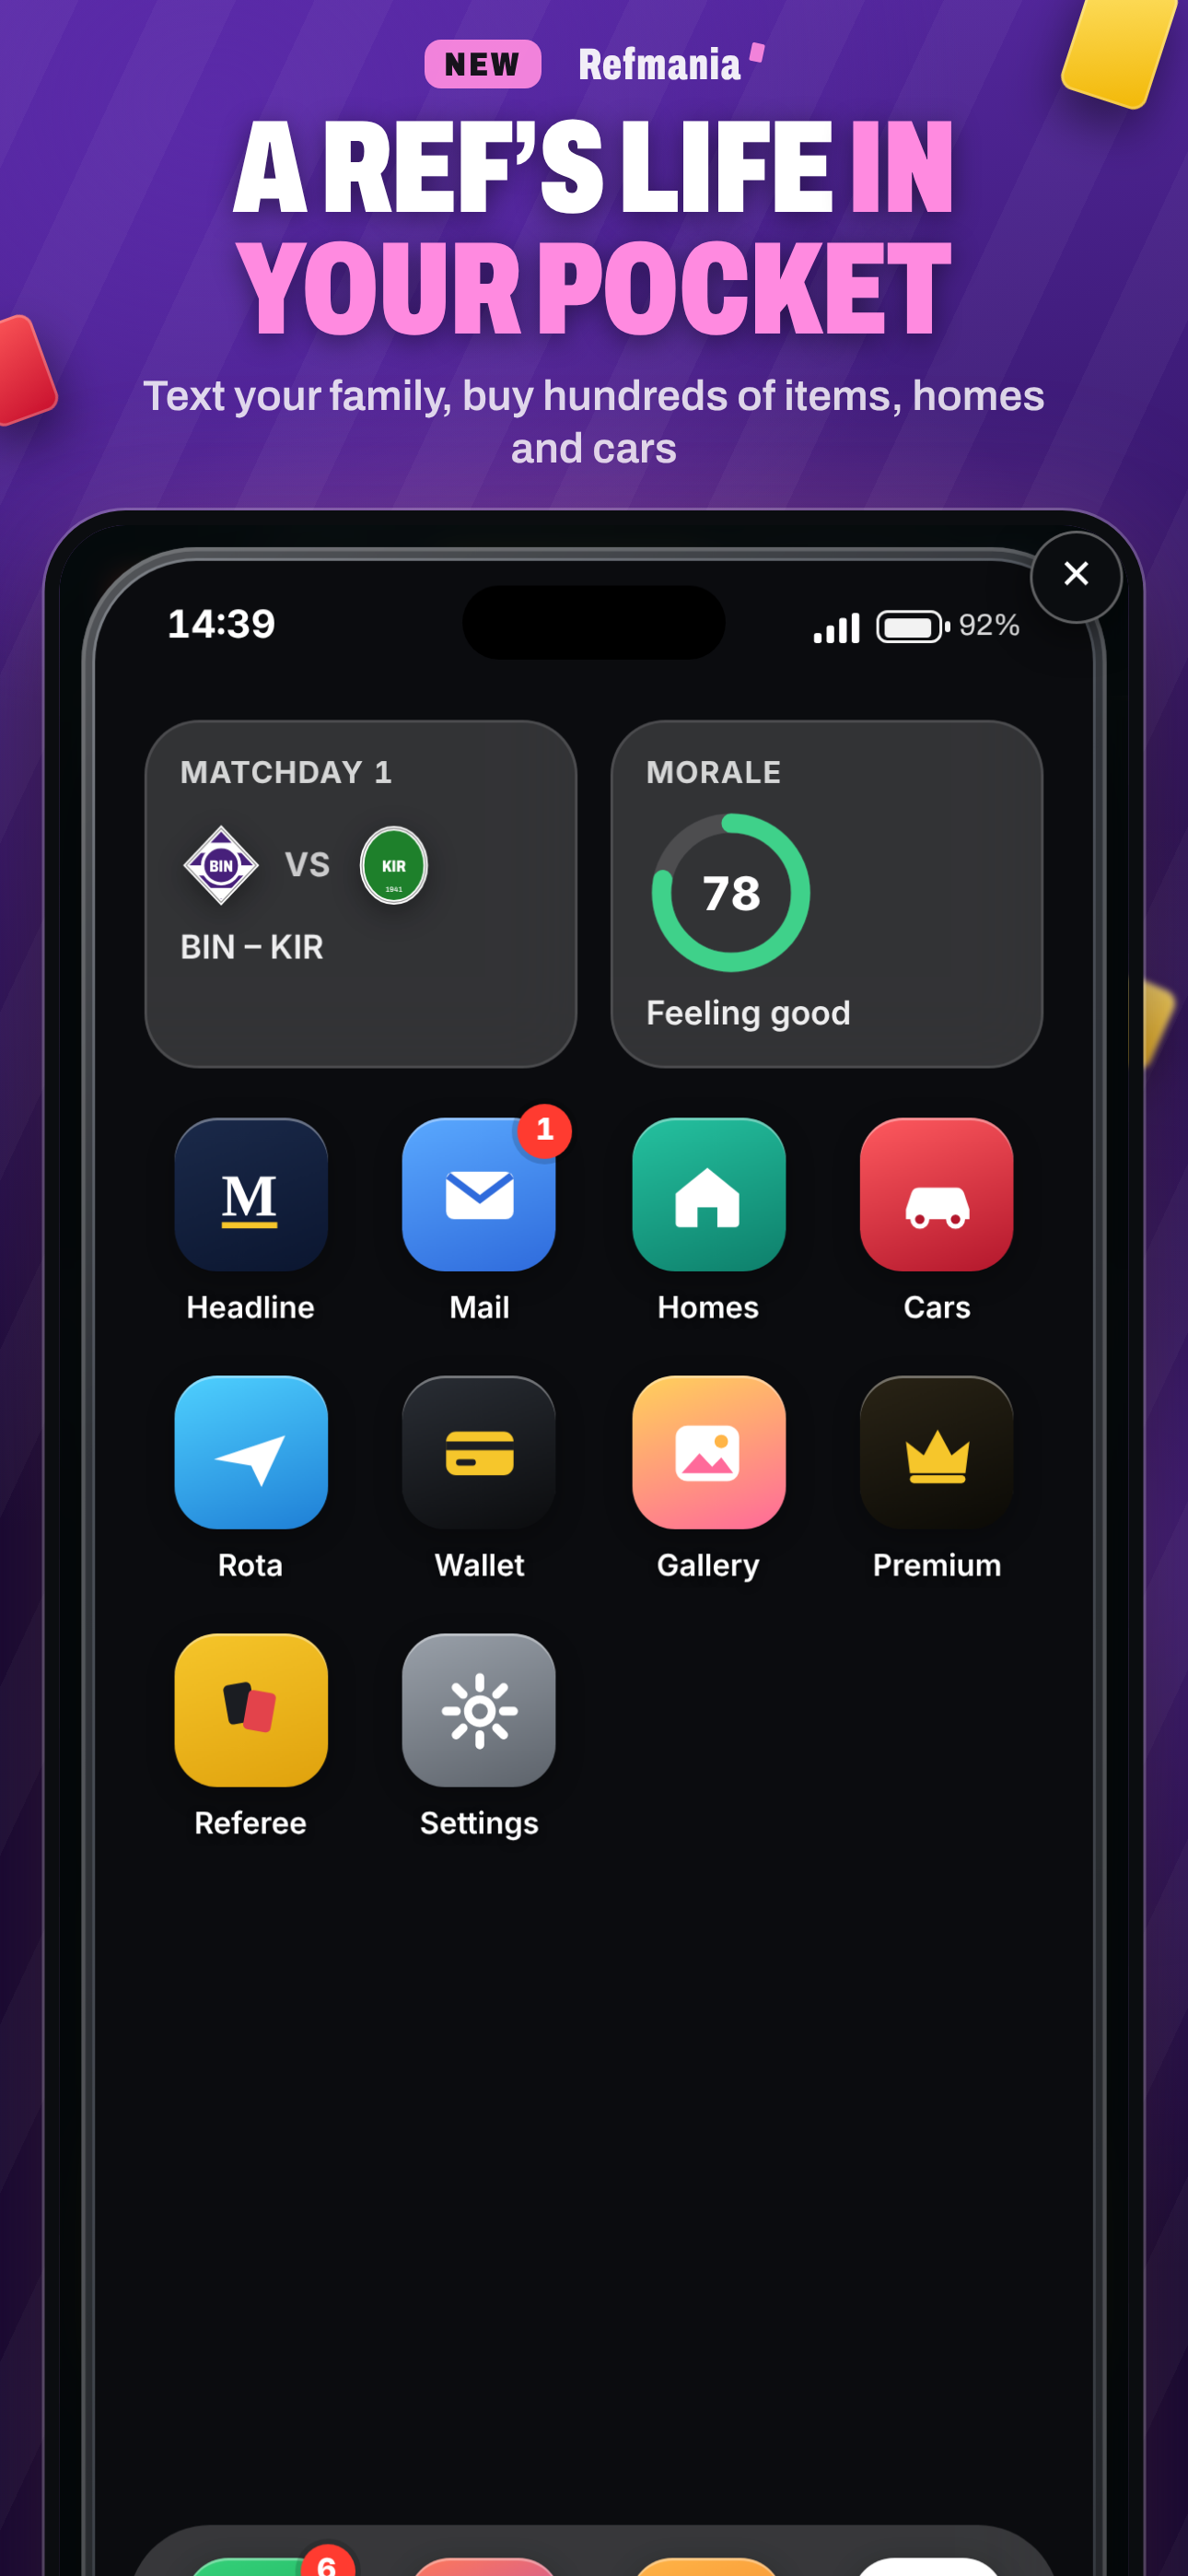 NEW Refmania
A REF’S LIFE IN
YOUR POCKET
Text your family, buy hundreds of items, homes
and cars
14:39 92%
MATCHDAY 1
BIN VS KIR
1941
BIN – KIR
MORALE
78
Feeling good
M 1
Headline Mail Homes Cars
Rota Wallet Gallery Premium
Referee Settings
6